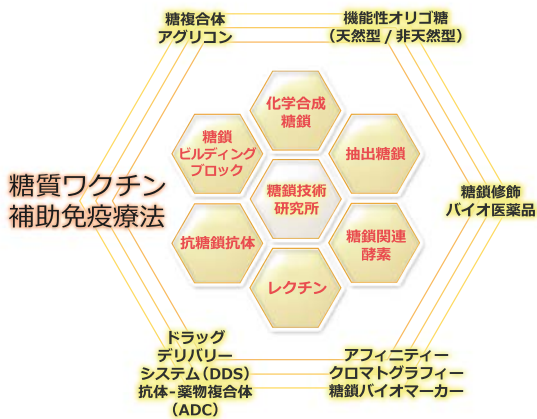 糖複合体
アグリコン
機能性オリゴ糖
（天然型 / 非天然型）
化学合成
糖鎖
糖鎖
ビルディング
ブロック
抽出糖鎖
糖鎖技術
研究所
糖質ワクチン
補助免疫療法
糖鎖修飾
バイオ医薬品
抗糖鎖抗体
糖鎖関連
酵素
レクチン
ドラッグ
デリバリー
システム（DDS）
抗体-薬物複合体
（ADC）
アフィニティー
クロマトグラフィー
糖鎖バイオマーカー